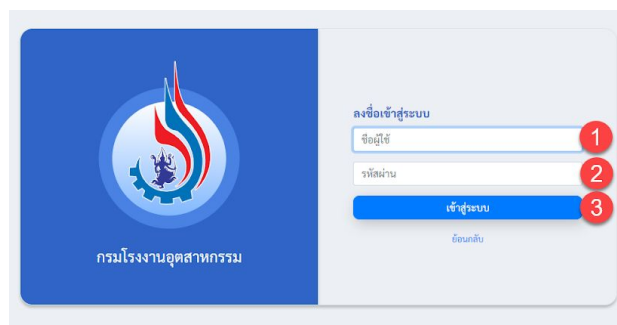 ลงชื่อเข้าสู่ระบบ
ชื่อผู้ใช้
1
รหัสผ่าน
2
เข้าสู่ระบบ
3
ย้อนกลับ
กรมโรงงานอุตสาหกรรม